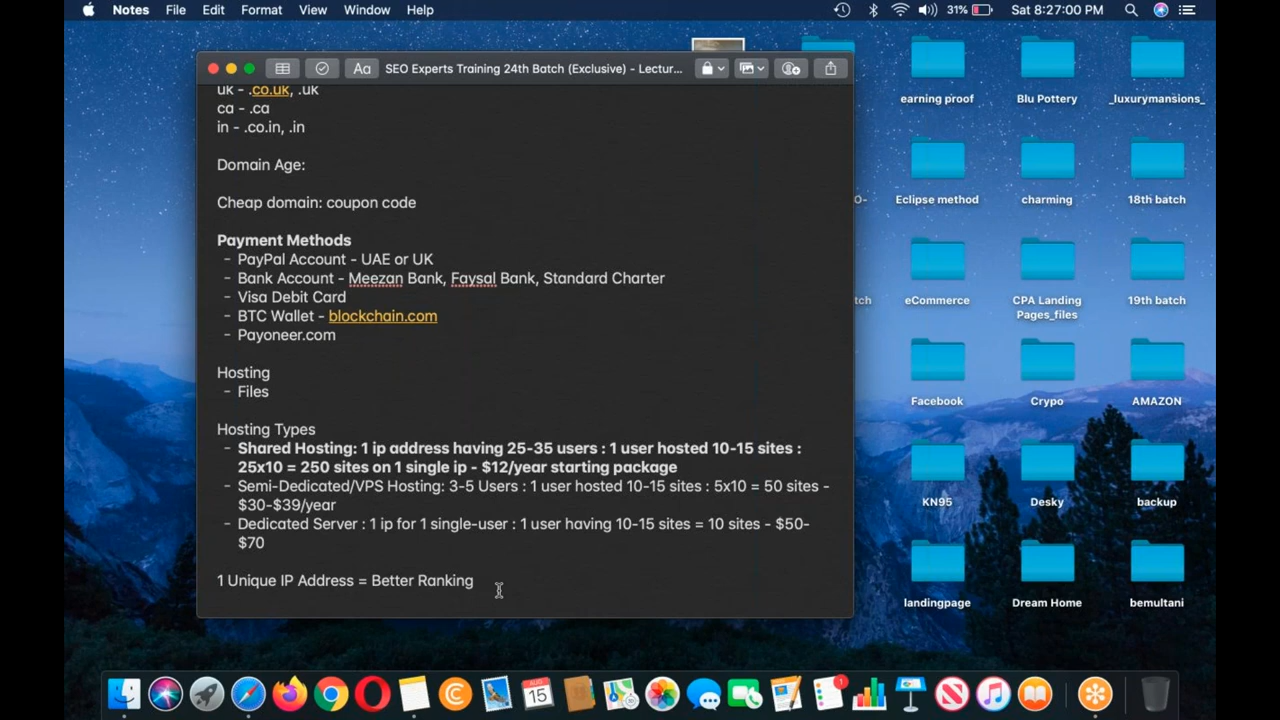 Notes File Edit Format View Window Help
31% Sat 8:27:00 PM
Aa SEO Experts Training 24th Batch (Exclusive) - Lectur...
uk - .co.uk, .uk
ca - .ca
in - .co.in, .in
Domain Age:
Cheap domain: coupon code
Payment Methods
- PayPal Account - UAE or UK
- Bank Account - Meezan Bank, Faysal Bank, Standard Charter
- Visa Debit Card
- BTC Wallet - blockchain.com
- Payoneer.com
Hosting
- Files
Hosting Types
- Shared Hosting: 1 ip address having 25-35 users : 1 user hosted 10-15 sites :
25x10 = 250 sites on 1 single ip - $12/year starting package
- Semi-Dedicated/VPS Hosting: 3-5 Users : 1 user hosted 10-15 sites : 5x10 = 50 sites -
$30-$39/year
- Dedicated Server : 1 ip for 1 single-user : 1 user having 10-15 sites = 10 sites - $50-
$70
1 Unique IP Address = Better Ranking
earning proof Blu Pottery _luxurymansions_
O- Eclipse method charming 18th batch
tch eCommerce CPA Landing 19th batch
Pages_files
Facebook Crypo AMAZON
KN95 Desky backup
landingpage Dream Home bemultani
AUG
15
1